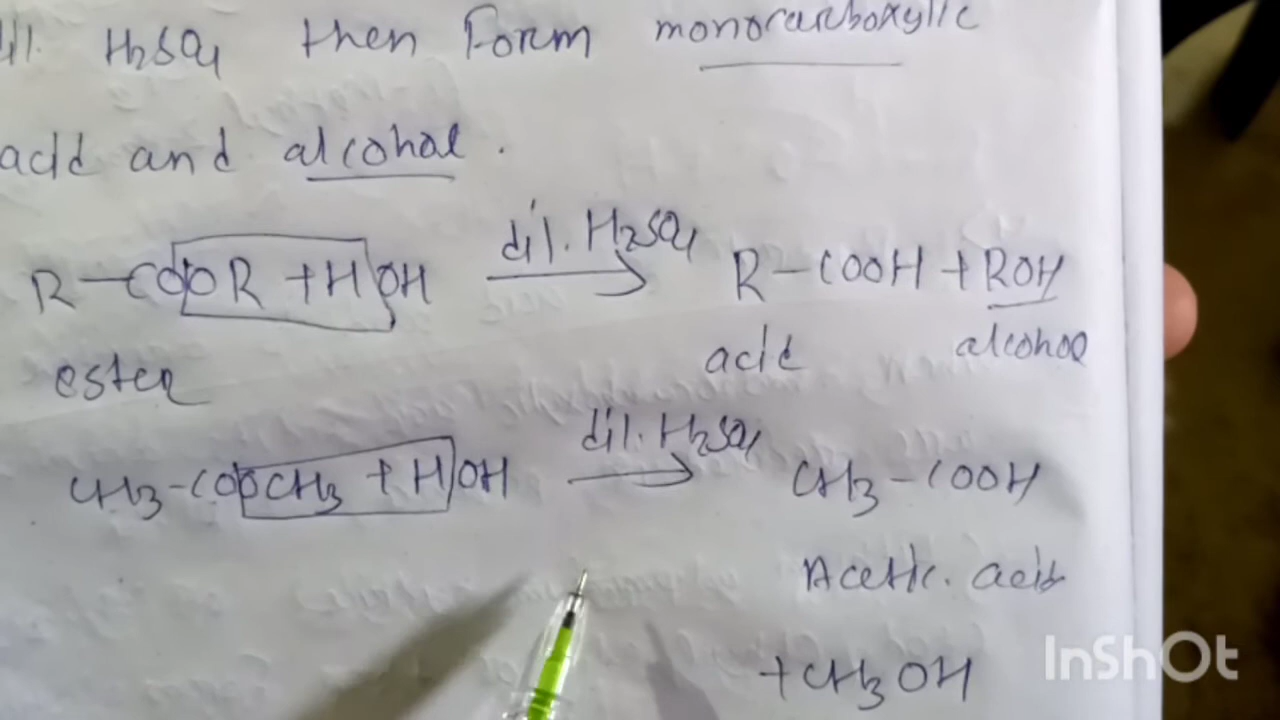 dil. H2SO4 then Form monocarboxylic
acid and alcohol.
R-COOR + HOH dil. H2SO4 R-COOH + ROH
ester acid alcohol
CH3-COOCH3 + HOH dil. H2SO4 CH3-COOH
Acetic. acid
+CH3OH
InShOt